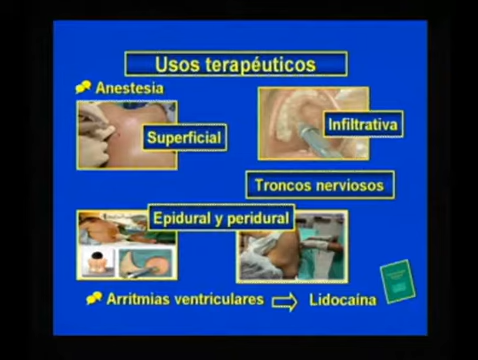 Usos terapéuticos
Anestesia
Superficial
Infiltrativa
Troncos nerviosos
Epidural y peridural
Arritmias ventriculares
Lidocaína